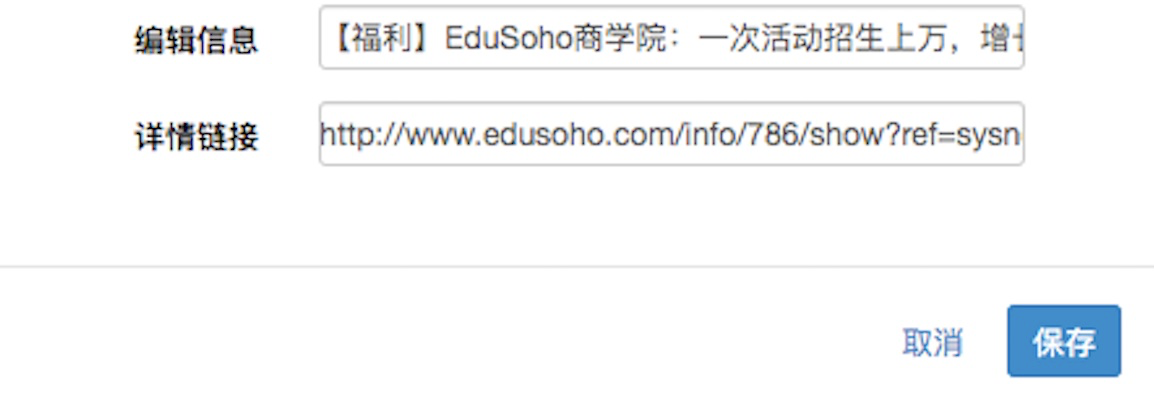 编辑信息 【福利】EduSoho商学院：一次活动招生上万，增
详情链接 http://www.edusoho.com/info/786/show?ref=sysn
取消 保存